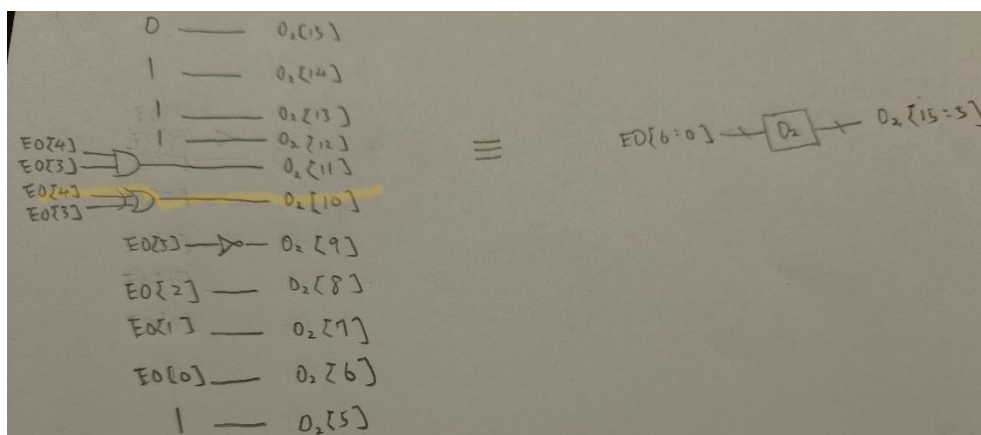 0 O₂[15]
1 O₂[14]
1 O₂[13]
1 O₂[12]
EO[4]
EO[3] O₂[11]
EO[4]
EO[3] O₂[10]
EO[3] O₂[9]
EO[2] O₂[8]
EO[1] O₂[7]
EO[0] O₂[6]
1 O₂[5]
≡ EO[6:0] O₂ O₂[15:5]